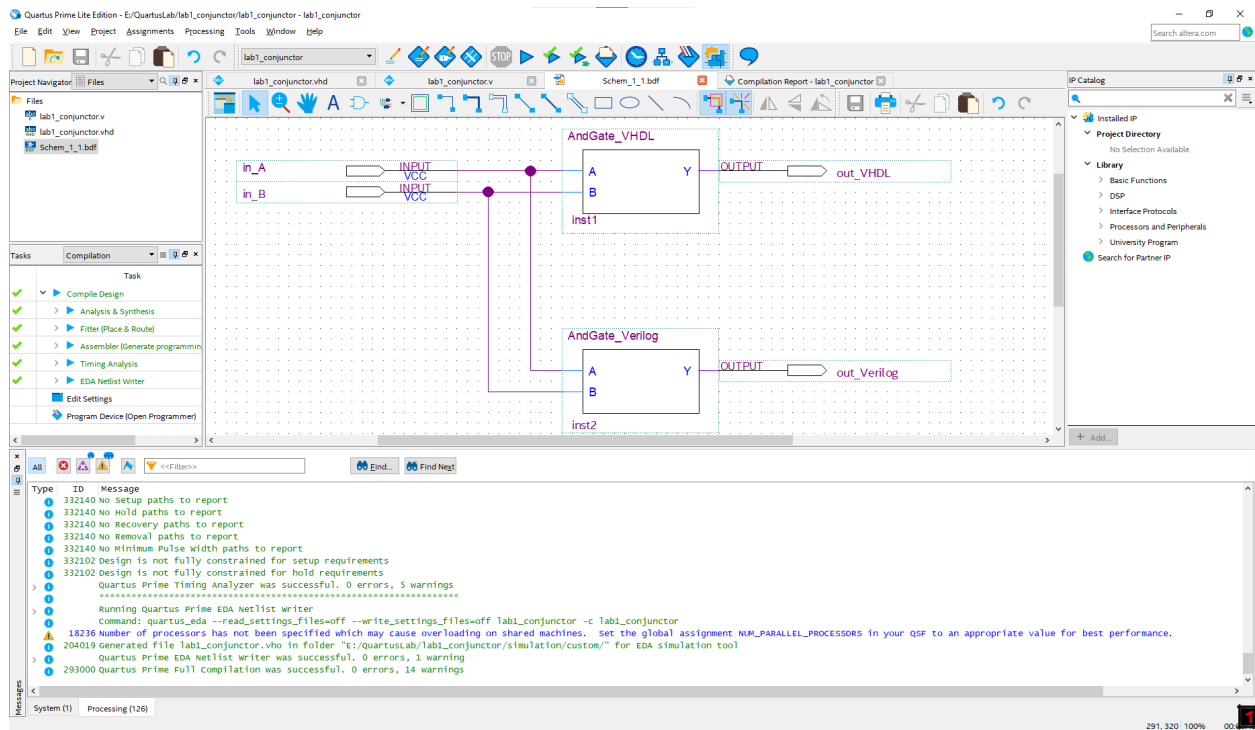 Quartus Prime Lite Edition - E:/QuartusLab/lab1_conjunctor/lab1_conjunctor - lab1_conjunctor
File Edit View Project Assignments Processing Tools Window Help
Search altera.com
lab1_conjunctor
STOP
Project Navigator Files
lab1_conjunctor.vhd
lab1_conjunctor.v
Schem_1_1.bdf
Compilation Report - lab1_conjunctor
IP Catalog
Files
lab1_conjunctor.v
lab1_conjunctor.vhd
Schem_1_1.bdf
A
Installed IP
Project Directory
No Selection Available
Library
Basic Functions
DSP
Interface Protocols
Processors and Peripherals
University Program
Search for Partner IP
+ Add...
AndGate_VHDL
in_A INPUT VCC
in_B INPUT VCC
A Y
B
OUTPUT out_VHDL
inst1
AndGate_Verilog
A Y
B
OUTPUT out_Verilog
inst2
Tasks Compilation
Task
Compile Design
Analysis & Synthesis
Fitter (Place & Route)
Assembler (Generate programmin
Timing Analysis
EDA Netlist Writer
Edit Settings
Program Device (Open Programmer)
All <<Filter>> Find... Find Next
Type ID Message
332140 No Setup paths to report
332140 No Hold paths to report
332140 No Recovery paths to report
332140 No Removal paths to report
332140 No Minimum Pulse Width paths to report
332102 Design is not fully constrained for setup requirements
332102 Design is not fully constrained for hold requirements
Quartus Prime Timing Analyzer was successful. 0 errors, 5 warnings
*******************************************************************
Running Quartus Prime EDA Netlist Writer
Command: quartus_eda --read_settings_files=off --write_settings_files=off lab1_conjunctor -c lab1_conjunctor
18236 Number of processors has not been specified which may cause overloading on shared machines. Set the global assignment NUM_PARALLEL_PROCESSORS in your QSF to an appropriate value for best performance.
204019 Generated file lab1_conjunctor.vho in folder "E:/QuartusLab/lab1_conjunctor/simulation/custom/" for EDA simulation tool
Quartus Prime EDA Netlist Writer was successful. 0 errors, 1 warning
293000 Quartus Prime Full Compilation was successful. 0 errors, 14 warnings
Messages
System (1) Processing (126)
291, 320 100% 00:
1